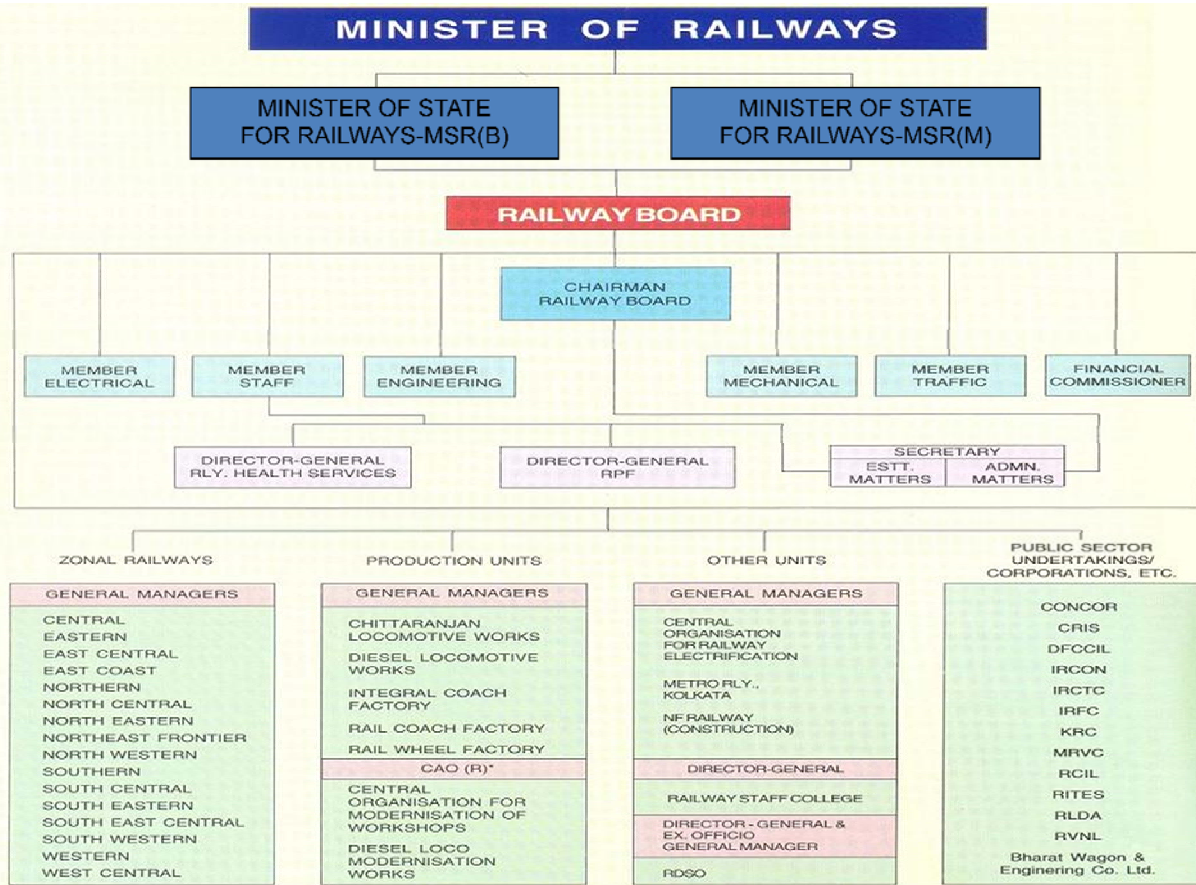 MINISTER OF RAILWAYS
MINISTER OF STATE
FOR RAILWAYS-MSR(B)
MINISTER OF STATE
FOR RAILWAYS-MSR(M)
RAILWAY BOARD
CHAIRMAN
RAILWAY BOARD
MEMBER
ELECTRICAL
MEMBER
STAFF
MEMBER
ENGINEERING
MEMBER
MECHANICAL
MEMBER
TRAFFIC
FINANCIAL
COMMISSIONER
DIRECTOR-GENERAL
RLY. HEALTH SERVICES
DIRECTOR-GENERAL
RPF
SECRETARY
ESTT.
MATTERS
ADMN.
MATTERS
ZONAL RAILWAYS
GENERAL MANAGERS
CENTRAL
EASTERN
EAST CENTRAL
EAST COAST
NORTHERN
NORTH CENTRAL
NORTH EASTERN
NORTHEAST FRONTIER
NORTH WESTERN
SOUTHERN
SOUTH CENTRAL
SOUTH EASTERN
SOUTH EAST CENTRAL
SOUTH WESTERN
WESTERN
WEST CENTRAL
PRODUCTION UNITS
GENERAL MANAGERS
CHITTARANJAN
LOCOMOTIVE WORKS
DIESEL LOCOMOTIVE
WORKS
INTEGRAL COACH
FACTORY
RAIL COACH FACTORY
RAIL WHEEL FACTORY
CAO (R)*
CENTRAL
ORGANISATION FOR
MODERNISATION OF
WORKSHOPS
DIESEL LOCO
MODERNISATION
WORKS
OTHER UNITS
GENERAL MANAGERS
CENTRAL
ORGANISATION
FOR RAILWAY
ELECTRIFICATION
METRO RLY.,
KOLKATA
NF RAILWAY
(CONSTRUCTION)
DIRECTOR-GENERAL
RAILWAY STAFF COLLEGE
DIRECTOR - GENERAL &
EX. OFFICIO
GENERAL MANAGER
RDSO
PUBLIC SECTOR
UNDERTAKINGS/
CORPORATIONS, ETC.
CONCOR
CRIS
DFCCIL
IRCON
IRCTC
IRFC
KRC
MRVC
RCIL
RITES
RLDA
RVNL
Bharat Wagon &
Enginering Co. Ltd.